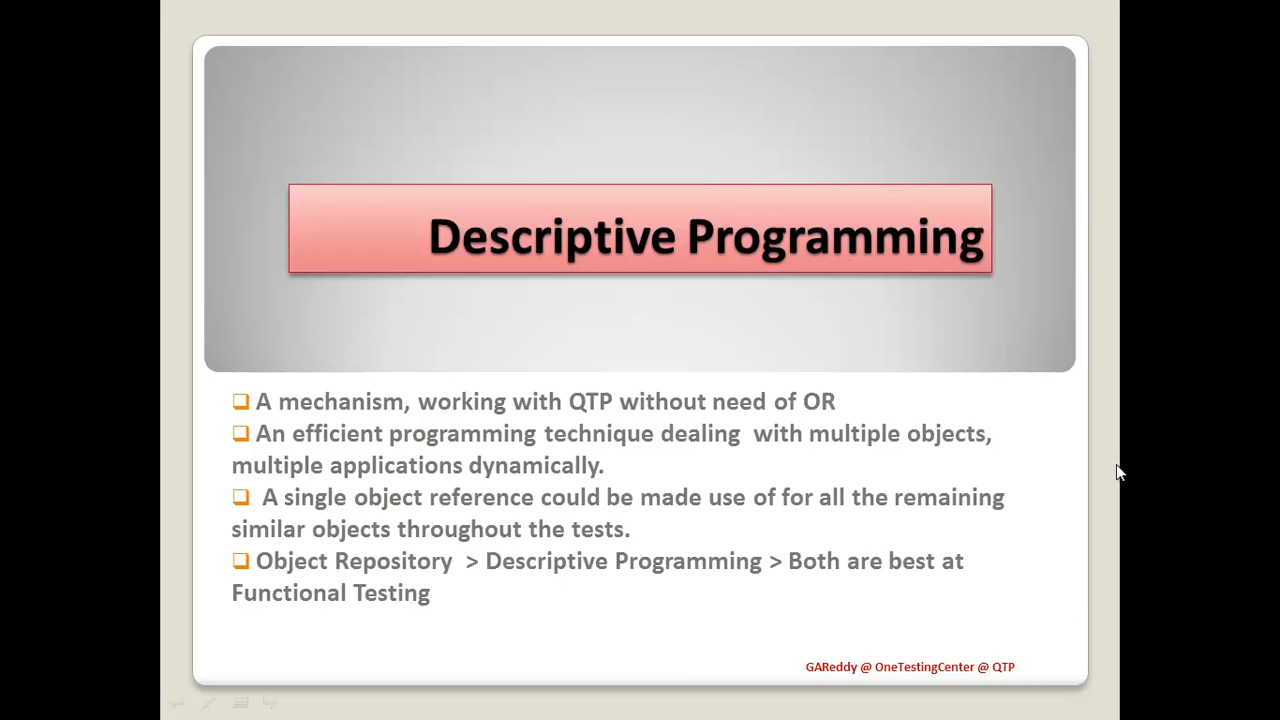 Descriptive Programming
A mechanism, working with QTP without need of OR
An efficient programming technique dealing with multiple objects,
multiple applications dynamically.
A single object reference could be made use of for all the remaining
similar objects throughout the tests.
Object Repository > Descriptive Programming > Both are best at
Functional Testing
GAReddy @ OneTestingCenter @ QTP